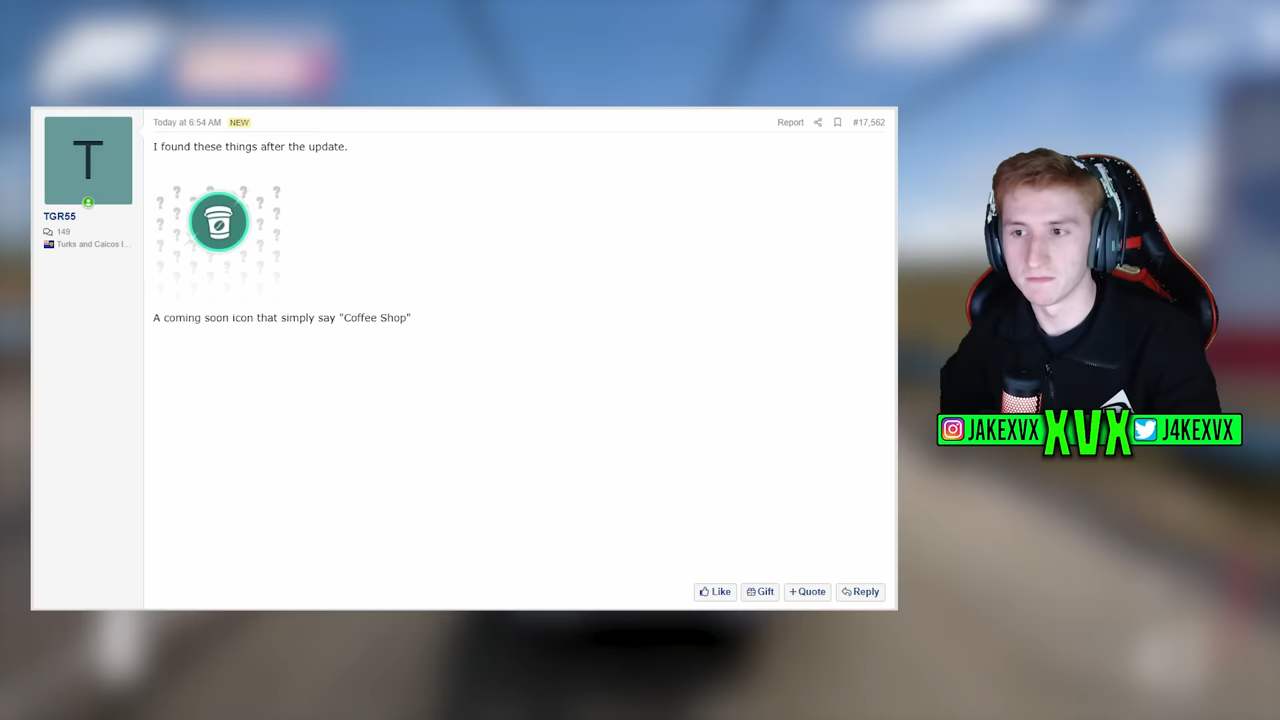 Today at 6:54 AM NEW
Report #17,562
T
I found these things after the update.
TGR55
149
Turks and Caicos I...
A coming soon icon that simply say "Coffee Shop"
Like Gift + Quote Reply
JAKEXVX XVX J4KEXVX